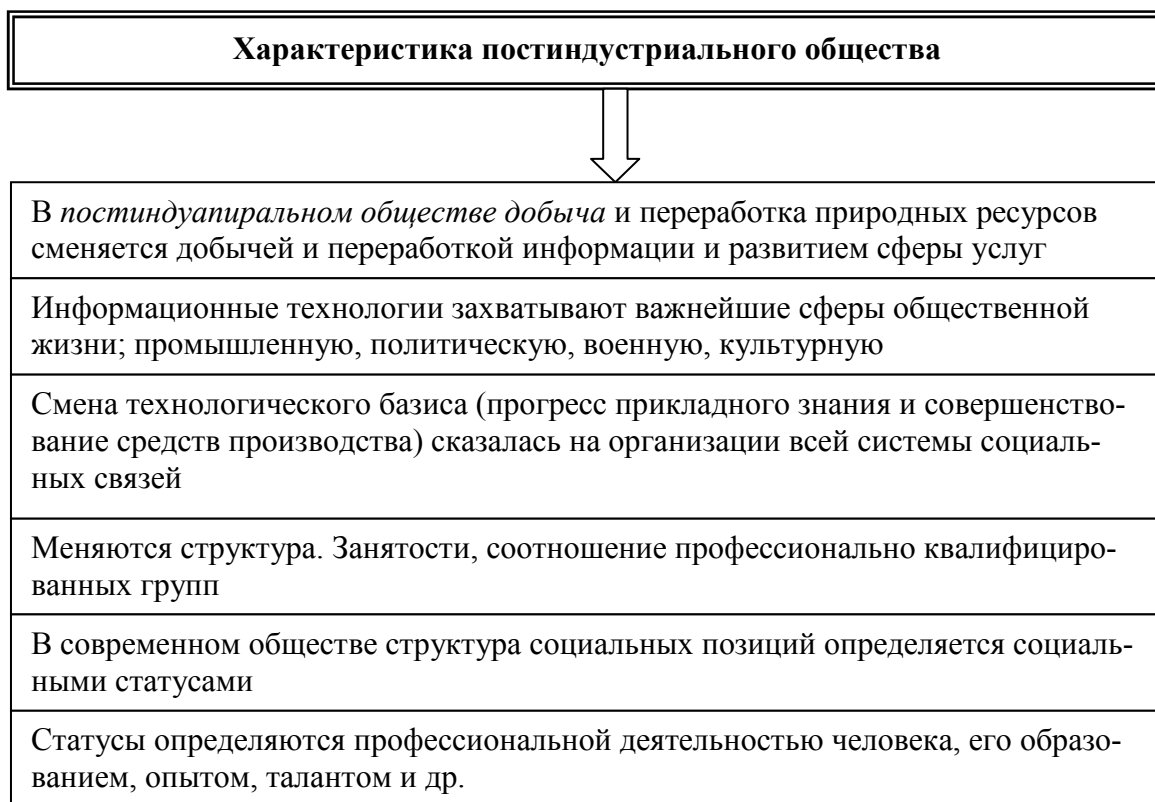 Характеристика постиндустриального общества
В постиндуапиральном обществе добыча и переработка природных ресурсов
сменяется добычей и переработкой информации и развитием сферы услуг
Информационные технологии захватывают важнейшие сферы общественной
жизни; промышленную, политическую, военную, культурную
Смена технологического базиса (прогресс прикладного знания и совершенство-
вание средств производства) сказалась на организации всей системы социаль-
ных связей
Меняются структура. Занятости, соотношение профессионально квалифициро-
ванных групп
В современном обществе структура социальных позиций определяется социаль-
ными статусами
Статусы определяются профессиональной деятельностью человека, его образо-
ванием, опытом, талантом и др.